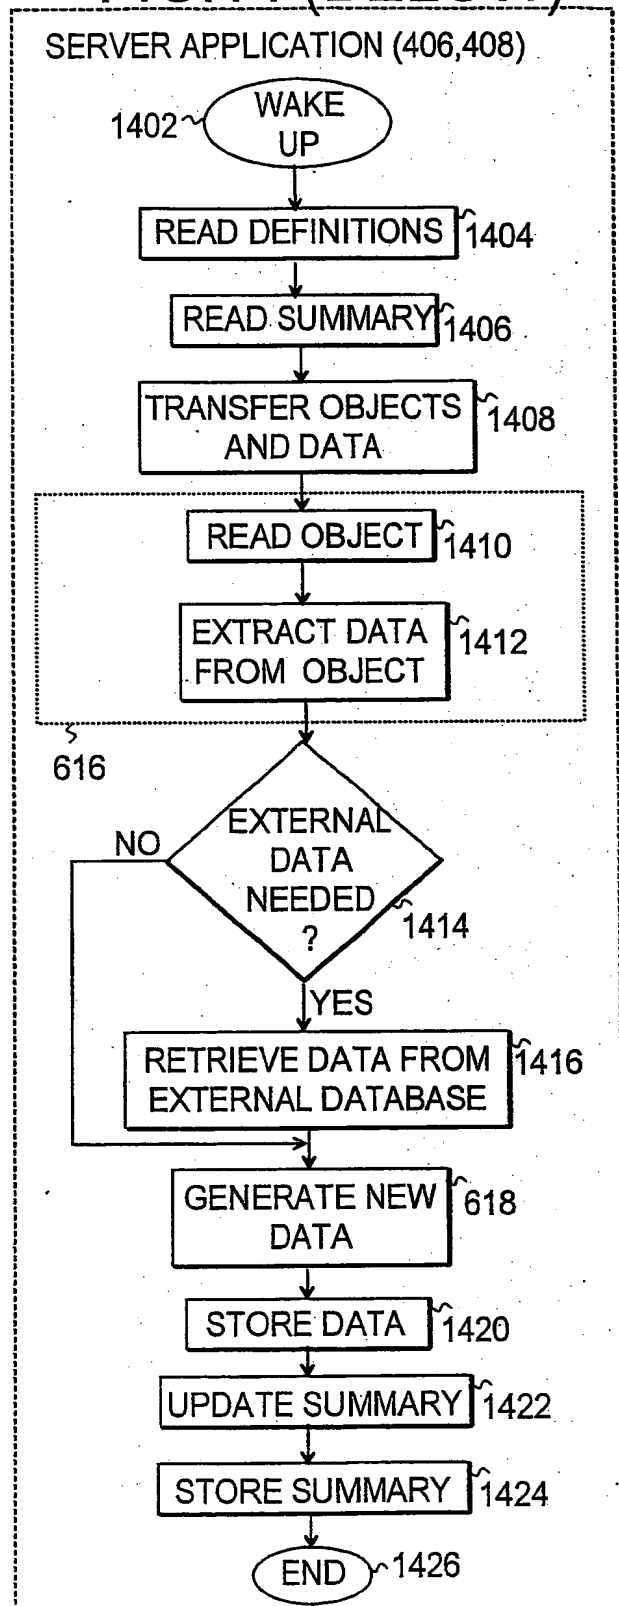 SERVER APPLICATION (406,408)
1402
WAKE
UP
READ DEFINITIONS
1404
READ SUMMARY
1406
TRANSFER OBJECTS
AND DATA
1408
READ OBJECT
1410
EXTRACT DATA
FROM OBJECT
1412
616
NO
EXTERNAL
DATA
NEEDED
?
1414
YES
RETRIEVE DATA FROM
EXTERNAL DATABASE
1416
GENERATE NEW
DATA
618
STORE DATA
1420
UPDATE SUMMARY
1422
STORE SUMMARY
1424
END
1426